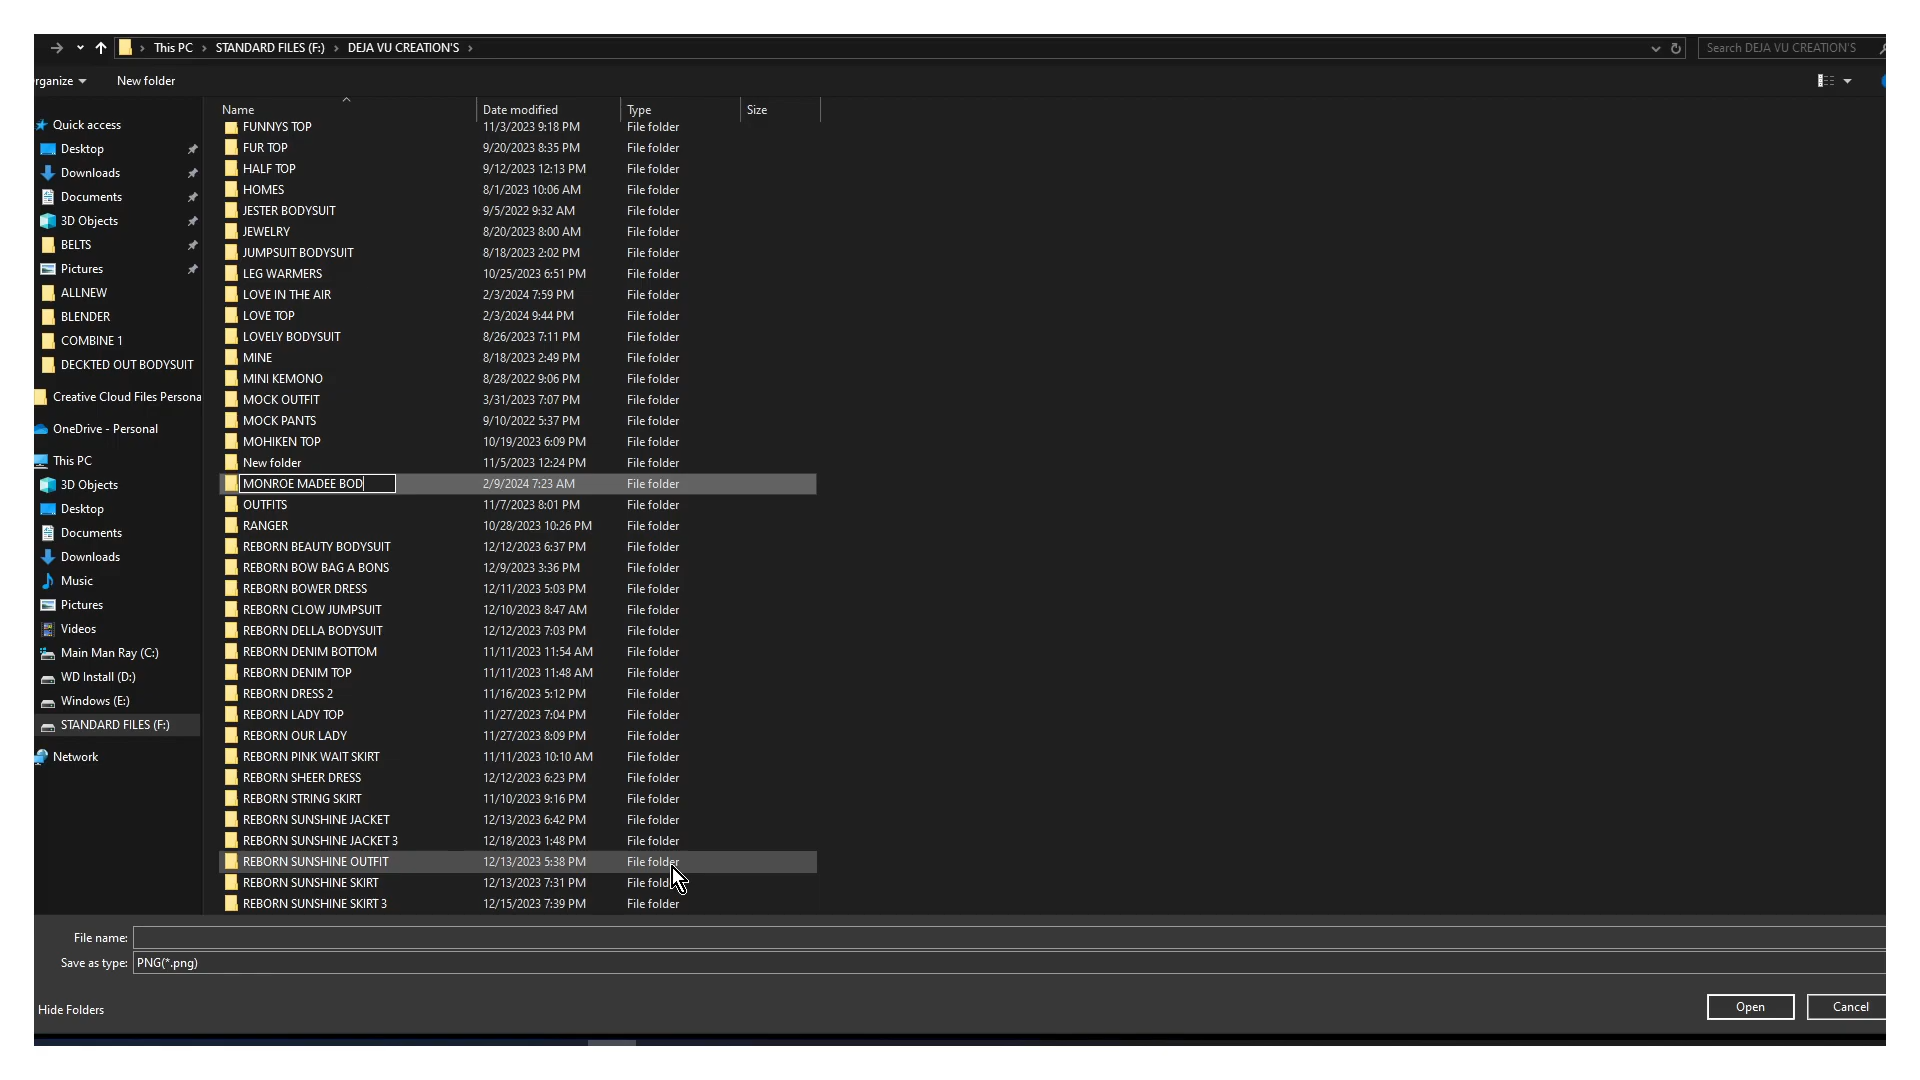 This PC > STANDARD FILES (F:) > DEJA VU CREATION'S >
Search DEJA VU CREATION'S
rganize
New folder
Name
Date modified
Type
Size
Quick access
Desktop
Downloads
Documents
3D Objects
BELTS
Pictures
ALLNEW
BLENDER
COMBINE 1
DECKTED OUT BODYSUIT
Creative Cloud Files Persona
OneDrive - Personal
This PC
3D Objects
Desktop
Documents
Downloads
Music
Pictures
Videos
Main Man Ray (C:)
WD Install (D:)
Windows (E:)
STANDARD FILES (F:)
Network
FUNNYS TOP 11/3/2023 9:18 PM File folder
FUR TOP 9/20/2023 8:35 PM File folder
HALF TOP 9/12/2023 12:13 PM File folder
HOMES 8/1/2023 10:06 AM File folder
JESTER BODYSUIT 9/5/2022 9:32 AM File folder
JEWELRY 8/20/2023 8:00 AM File folder
JUMPSUIT BODYSUIT 8/18/2023 2:02 PM File folder
LEG WARMERS 10/25/2023 6:51 PM File folder
LOVE IN THE AIR 2/3/2024 7:59 PM File folder
LOVE TOP 2/3/2024 9:44 PM File folder
LOVELY BODYSUIT 8/26/2023 7:11 PM File folder
MINE 8/18/2023 2:49 PM File folder
MINI KEMONO 8/28/2022 9:06 PM File folder
MOCK OUTFIT 3/31/2023 7:07 PM File folder
MOCK PANTS 9/10/2022 5:37 PM File folder
MOHIKEN TOP 10/19/2023 6:09 PM File folder
New folder 11/5/2023 12:24 PM File folder
MONROE MADEE BOD 2/9/2024 7:23 AM File folder
OUTFITS 11/7/2023 8:01 PM File folder
RANGER 10/28/2023 10:26 PM File folder
REBORN BEAUTY BODYSUIT 12/12/2023 6:37 PM File folder
REBORN BOW BAG A BONS 12/9/2023 3:36 PM File folder
REBORN BOWER DRESS 12/11/2023 5:03 PM File folder
REBORN CLOW JUMPSUIT 12/10/2023 8:47 AM File folder
REBORN DELLA BODYSUIT 12/12/2023 7:03 PM File folder
REBORN DENIM BOTTOM 11/11/2023 11:54 AM File folder
REBORN DENIM TOP 11/11/2023 11:48 AM File folder
REBORN DRESS 2 11/16/2023 5:12 PM File folder
REBORN LADY TOP 11/27/2023 7:04 PM File folder
REBORN OUR LADY 11/27/2023 8:09 PM File folder
REBORN PINK WAIT SKIRT 11/11/2023 10:10 AM File folder
REBORN SHEER DRESS 12/12/2023 6:23 PM File folder
REBORN STRING SKIRT 11/10/2023 9:16 PM File folder
REBORN SUNSHINE JACKET 12/13/2023 6:42 PM File folder
REBORN SUNSHINE JACKET 3 12/18/2023 1:48 PM File folder
REBORN SUNSHINE OUTFIT 12/13/2023 5:38 PM File folder
REBORN SUNSHINE SKIRT 12/13/2023 7:31 PM File folder
REBORN SUNSHINE SKIRT 3 12/15/2023 7:39 PM File folder
File name:
Save as type: PNG(*.png)
Hide Folders
Open
Cancel